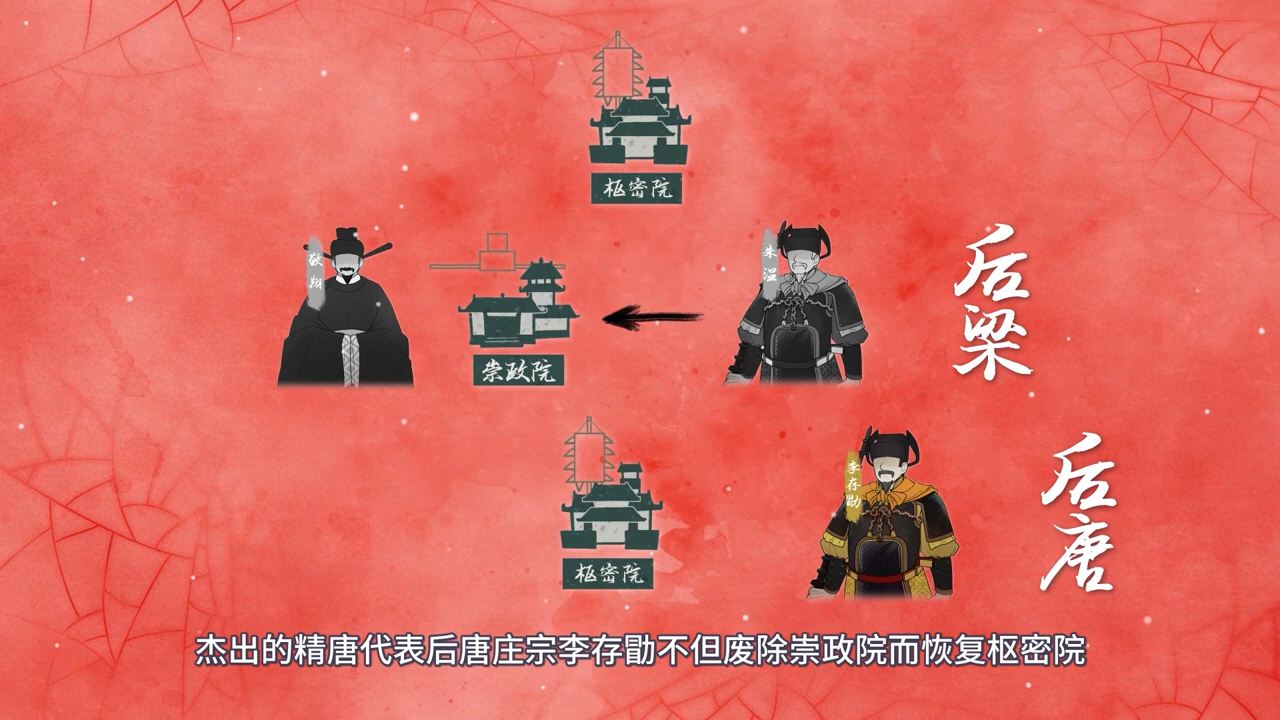 枢密院
敬翔
崇政院
朱温
后梁
李存勖
枢密院
后唐
杰出的精唐代表后唐庄宗李存勖不但废除崇政院而恢复枢密院